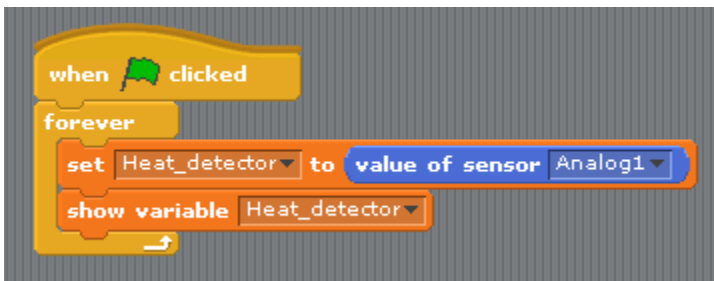 when clicked
forever
set Heat_detector to value of sensor Analog1
show variable Heat_detector